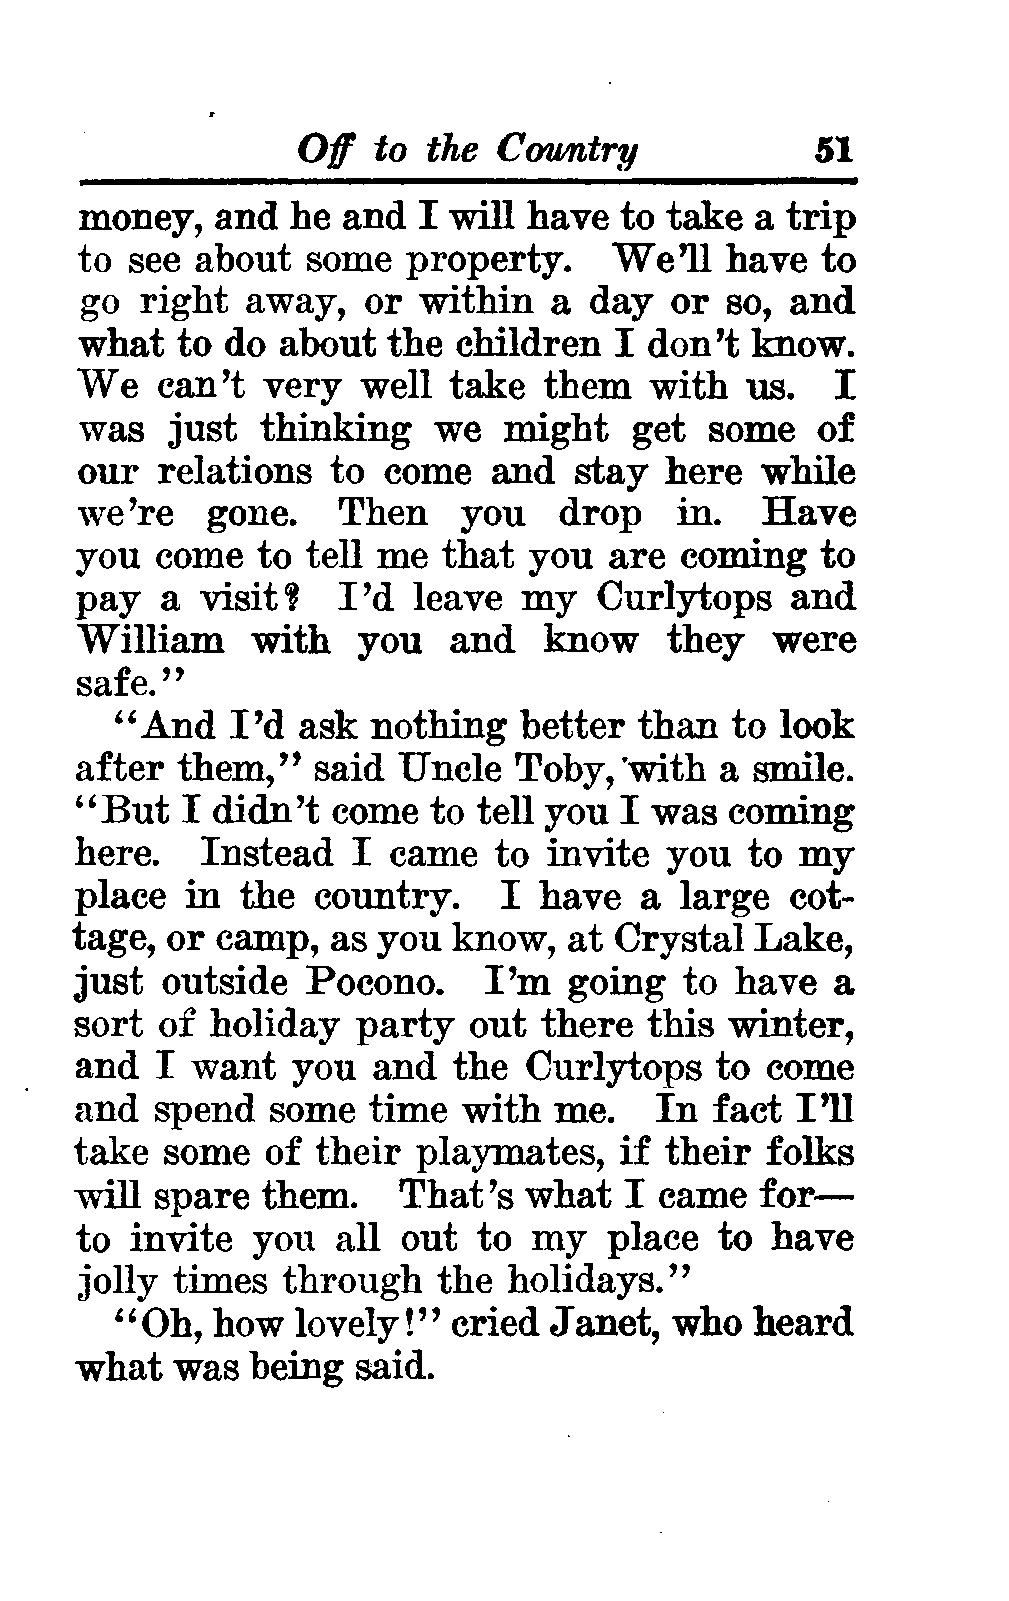 Off to the Country 51
money, and he and I will have to take a trip
to see about some property. We'll have to
go right away, or within a day or so, and
what to do about the children I don't know.
We can't very well take them with us. I
was just thinking we might get some of
our relations to come and stay here while
we're gone. Then you drop in. Have
you come to tell me that you are coming to
pay a visit? I'd leave my Curlytops and
William with you and know they were
safe."
"And I'd ask nothing better than to look
after them," said Uncle Toby, with a smile.
"But I didn't come to tell you I was coming
here. Instead I came to invite you to my
place in the country. I have a large cot-
tage, or camp, as you know, at Crystal Lake,
just outside Pocono. I'm going to have a
sort of holiday party out there this winter,
and I want you and the Curlytops to come
and spend some time with me. In fact I'll
take some of their playmates, if their folks
will spare them. That's what I came for—
to invite you all out to my place to have
jolly times through the holidays."
"Oh, how lovely!" cried Janet, who heard
what was being said.